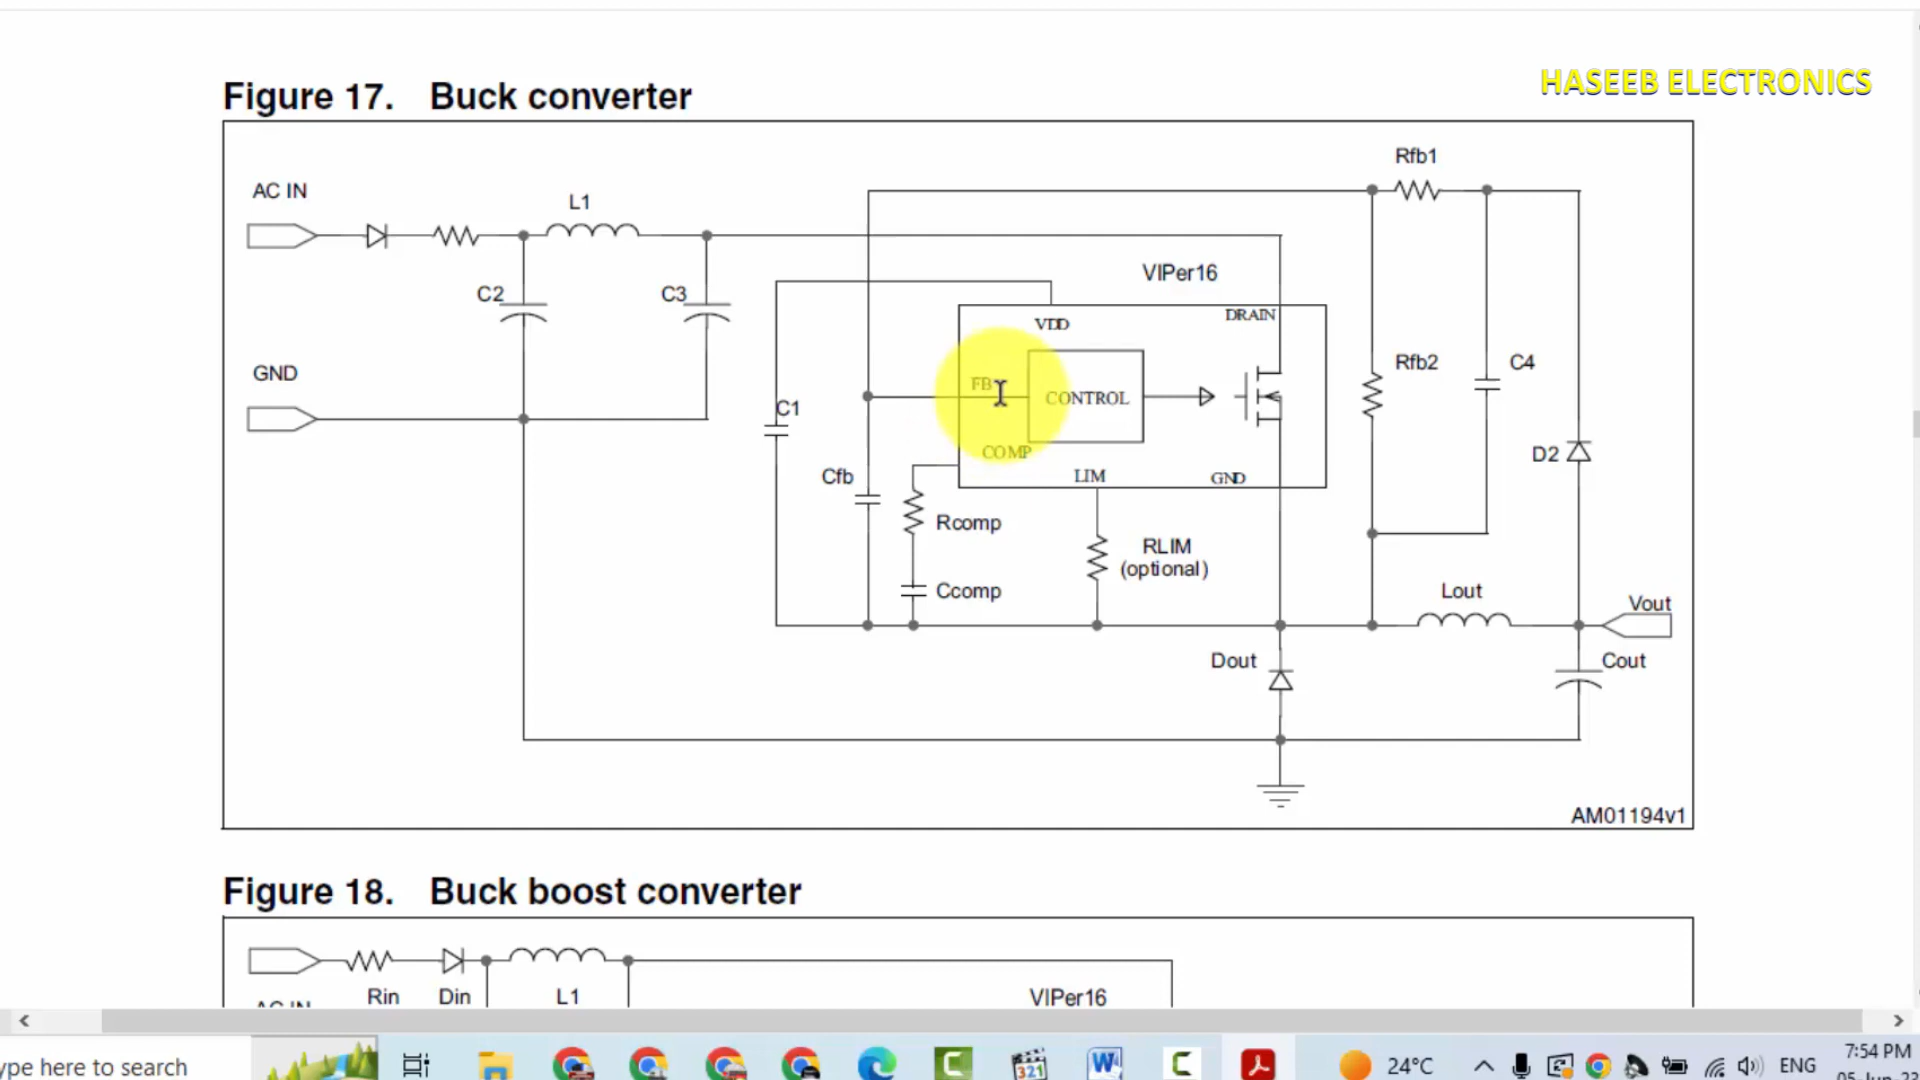 HASEEB ELECTRONICS
Figure 17. Buck converter
AC IN
L1
C2
C3
GND
Rfb1
VIPer16
VDD
DRAIN
FB
CONTROL
COMP
LIM
GND
C1
Cfb
Rcomp
Ccomp
RLIM
(optional)
Rfb2
C4
D2
Lout
Vout
Dout
Cout
AM01194v1
Figure 18. Buck boost converter
Rin
Din
L1
VIPer16
ype here to search
321
W
C
24°C
ENG
7:54 PM